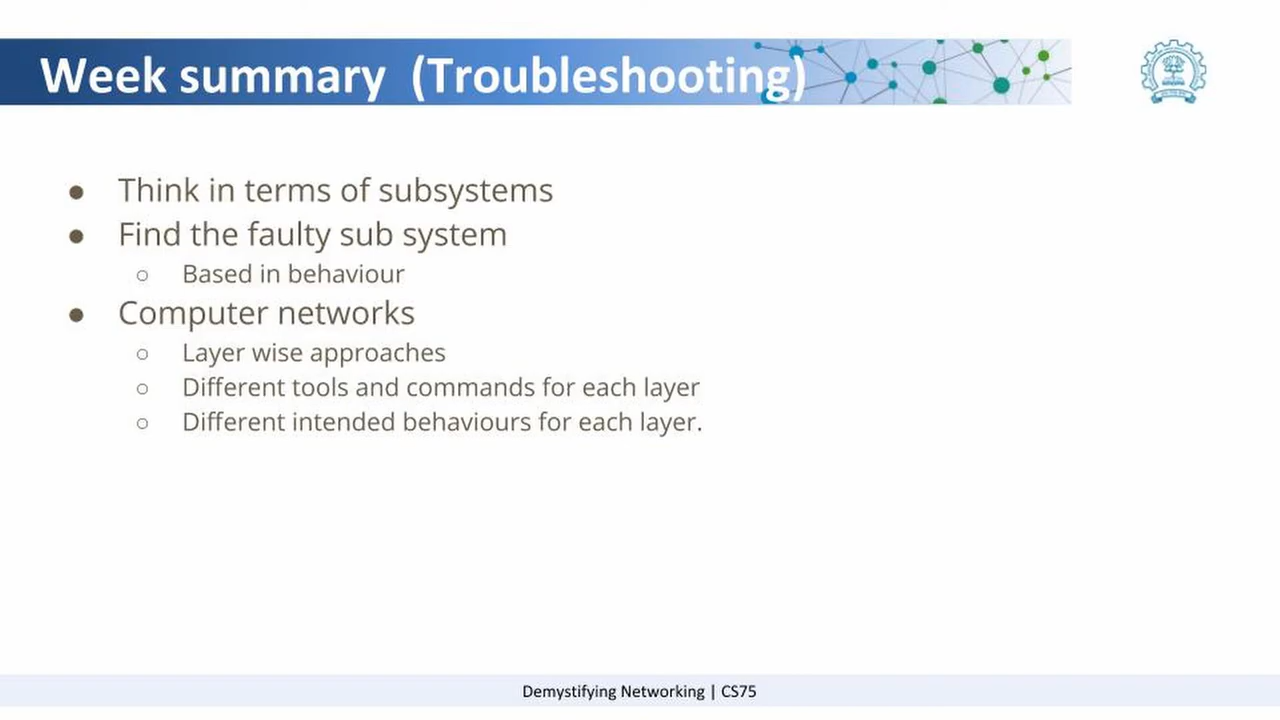 Week summary (Troubleshooting)
● Think in terms of subsystems
● Find the faulty sub system
○ Based in behaviour
● Computer networks
○ Layer wise approaches
○ Different tools and commands for each layer
○ Different intended behaviours for each layer.
Demystifying Networking | CS75